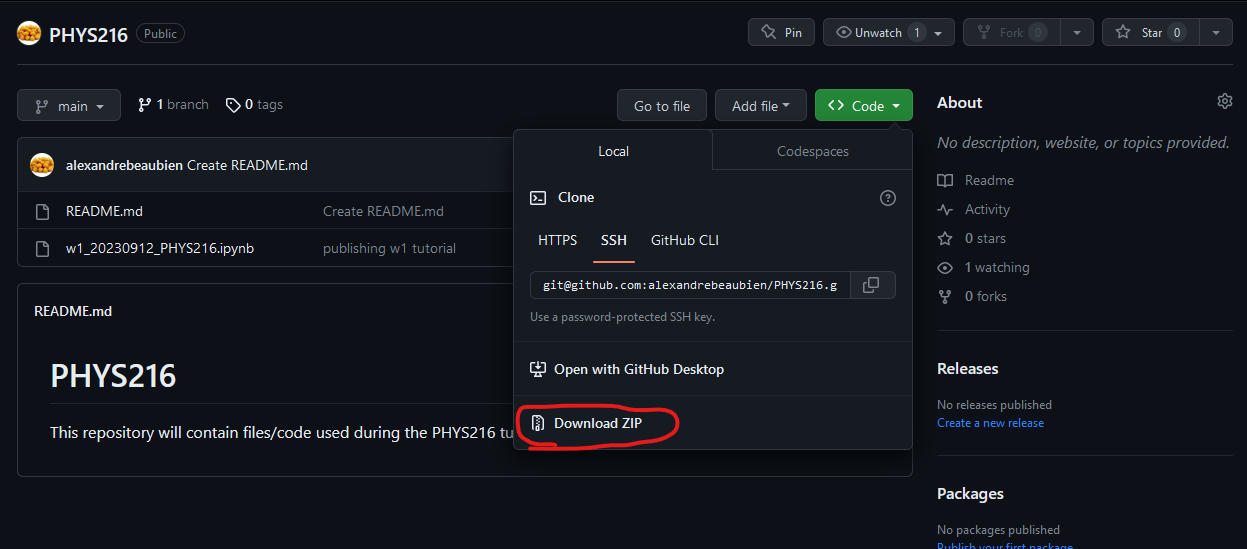 PHYS216 Public Pin Unwatch 1 Fork 0 Star 0
main 1 branch 0 tags Go to file Add file Code
alexandrebeaubien Create README.md
README.md Create README.md
w1_20230912_PHYS216.ipynb publishing w1 tutorial
README.md
PHYS216
This repository will contain files/code used during the PHYS216 tu
Local Codespaces
Clone
HTTPS SSH GitHub CLI
git@github.com:alexandrebeaubien/PHYS216.g
Use a password-protected SSH key.
Open with GitHub Desktop
Download ZIP
About
No description, website, or topics provided.
Readme
Activity
0 stars
1 watching
0 forks
Releases
No releases published
Create a new release
Packages
No packages published
Publish your first package